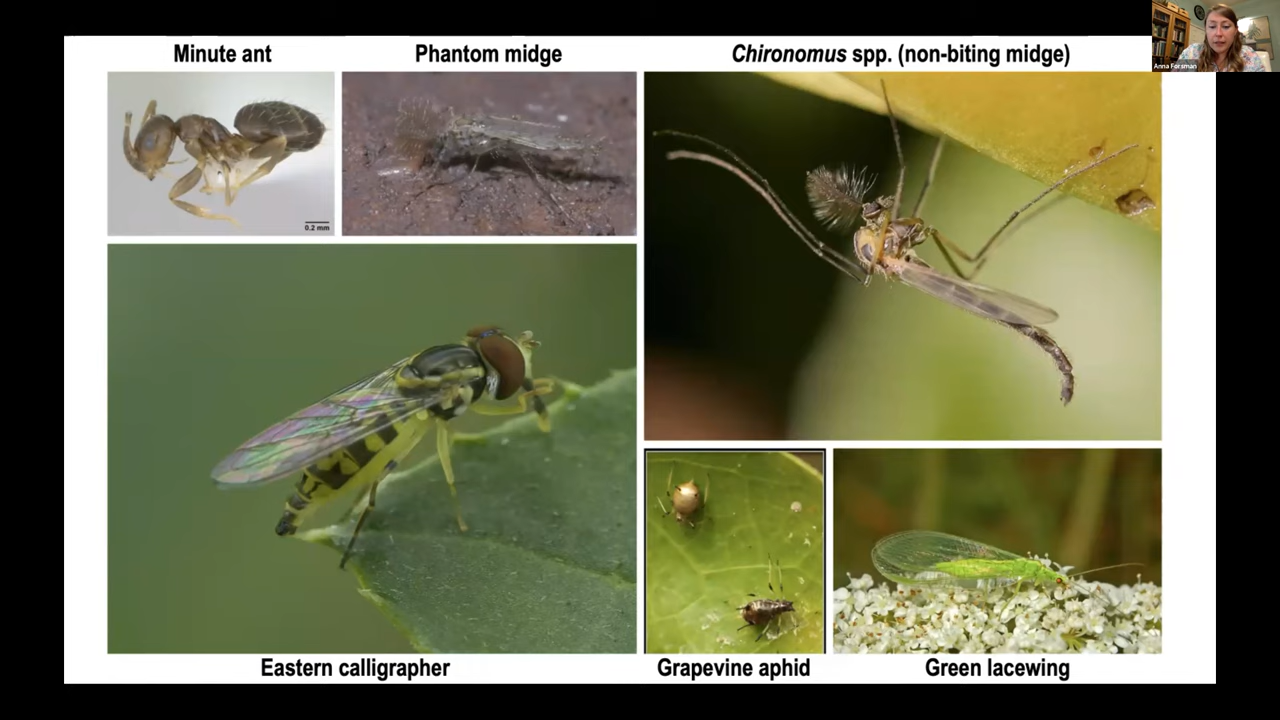 Minute ant
Phantom midge
Chironomus spp. (non-biting midge)
Anna Forsman
0.2 mm
Eastern calligrapher
Grapevine aphid
Green lacewing